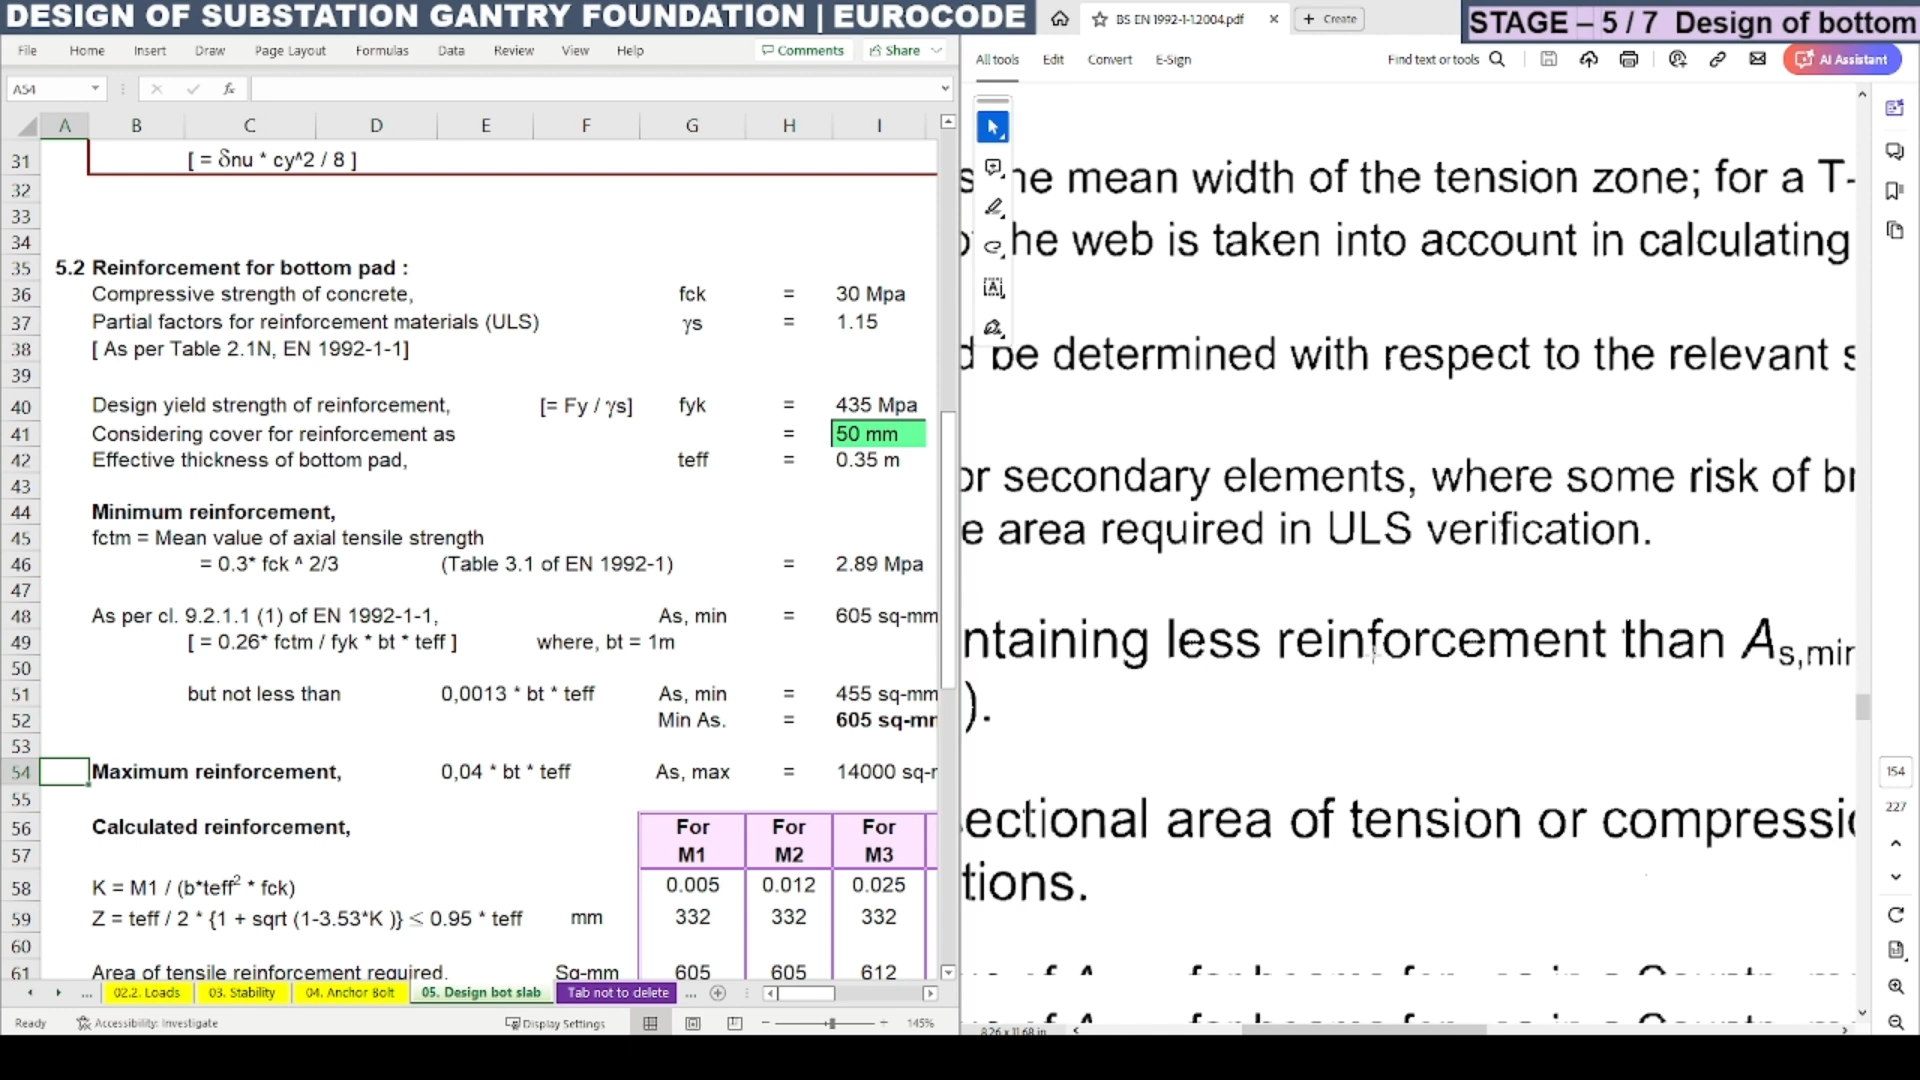 DESIGN OF SUBSTATION GANTRY FOUNDATION | EUROCODE
BS EN 1992-1-1.2004.pdf
Create
STAGE – 5 / 7 Design of bottom
File Home Insert Draw Page Layout Formulas Data Review View Help Comments Share
All tools Edit Convert E-Sign Find text or tools AI Assistant
A54 fx
A B C D E F G H I
31 [ = δnu * cy^2 / 8 ]
32
33
34
35 5.2 Reinforcement for bottom pad :
36 Compressive strength of concrete, fck = 30 Mpa
37 Partial factors for reinforcement materials (ULS) γs = 1.15
38 [ As per Table 2.1N, EN 1992-1-1]
39
40 Design yield strength of reinforcement, [= Fy / γs] fyk = 435 Mpa
41 Considering cover for reinforcement as = 50 mm
42 Effective thickness of bottom pad, teff = 0.35 m
43
44 Minimum reinforcement,
45 fctm = Mean value of axial tensile strength
46 = 0.3* fck ^ 2/3 (Table 3.1 of EN 1992-1) = 2.89 Mpa
47
48 As per cl. 9.2.1.1 (1) of EN 1992-1-1, As, min = 605 sq-mm
49 [ = 0.26* fctm / fyk * bt * teff ] where, bt = 1m
50
51 but not less than 0,0013 * bt * teff As, min = 455 sq-mm
52 Min As. = 605 sq-mm
53
54 Maximum reinforcement, 0,04 * bt * teff As, max = 14000 sq-
55
56 Calculated reinforcement, For For For
57 M1 M2 M3
58 K = M1 / (b*teff² * fck) 0.005 0.012 0.025
59 Z = teff / 2 * {1 + sqrt (1-3.53*K )} ≤ 0.95 * teff mm 332 332 332
60
61 Area of tensile reinforcement required, Sq-mm 605 605 612
... 02.2. Loads 03. Stability 04. Anchor Bolt 05. Design bot slab Tab not to delete ...
Ready Accessibility: Investigate Display Settings 145%
he mean width of the tension zone; for a T-
he web is taken into account in calculating
d be determined with respect to the relevant s
or secondary elements, where some risk of br
e area required in ULS verification.
ntaining less reinforcement than As,min
).
ectional area of tension or compressio
tions.
154
227
8.26 x 11.68 in